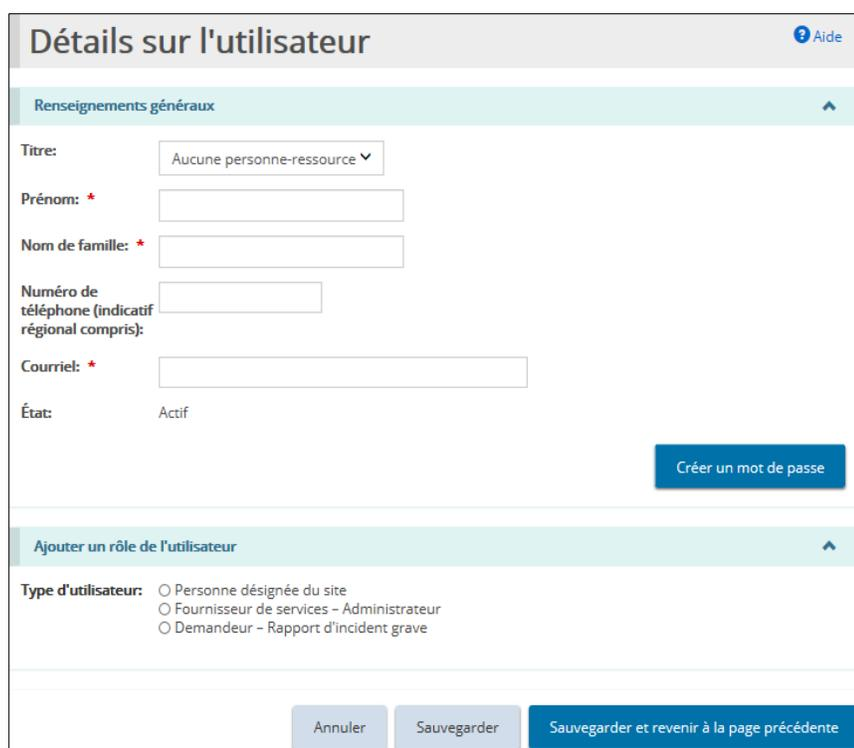 Détails sur l'utilisateur
Aide
Renseignements généraux
Titre:
Aucune personne-ressource
Prénom: *
Nom de famille: *
Numéro de
téléphone (indicatif
régional compris):
Courriel: *
État: Actif
Créer un mot de passe
Ajouter un rôle de l'utilisateur
Type d'utilisateur: Personne désignée du site
Fournisseur de services – Administrateur
Demandeur – Rapport d'incident grave
Annuler Sauvegarder Sauvegarder et revenir à la page précédente